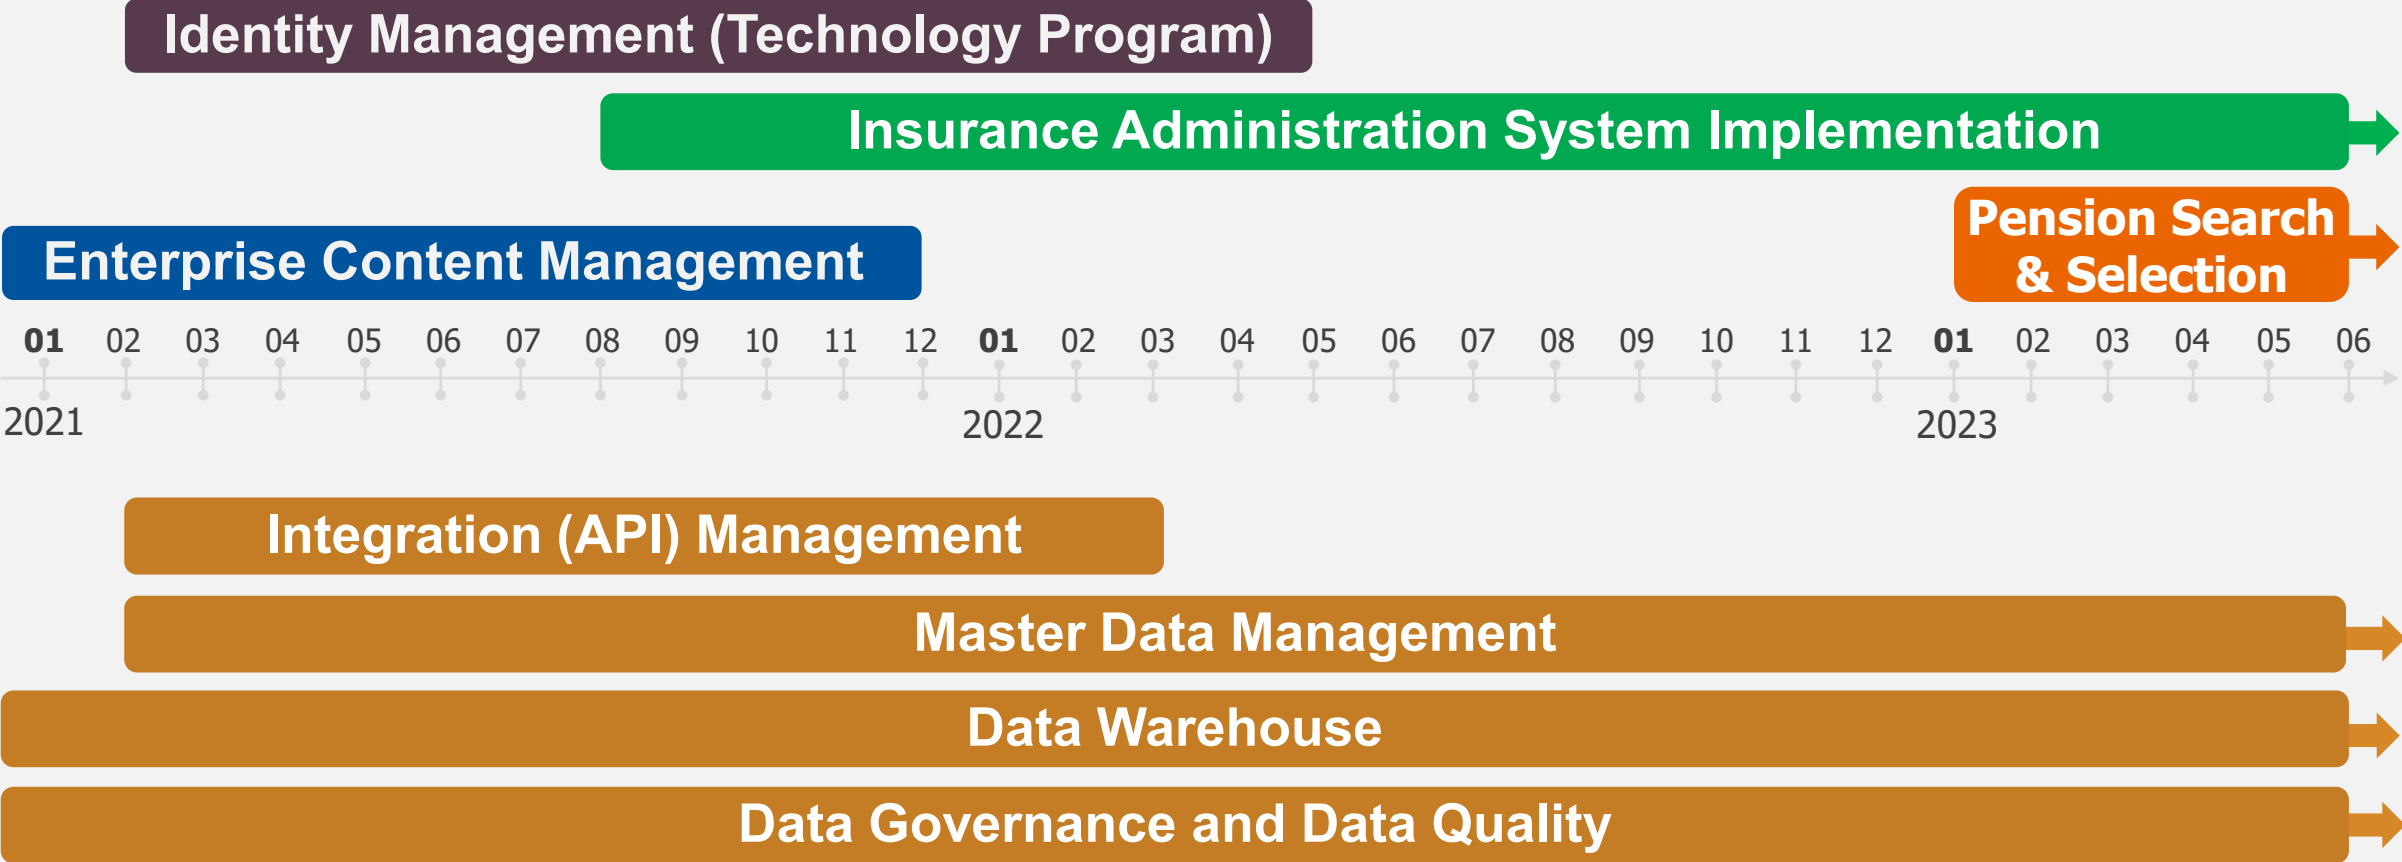 Identity Management (Technology Program)
Insurance Administration System Implementation
Pension Search
& Selection
Enterprise Content Management
01 02 03 04 05 06 07 08 09 10 11 12 01 02 03 04 05 06 07 08 09 10 11 12 01 02 03 04 05 06
2021 2022 2023
Integration (API) Management
Master Data Management
Data Warehouse
Data Governance and Data Quality